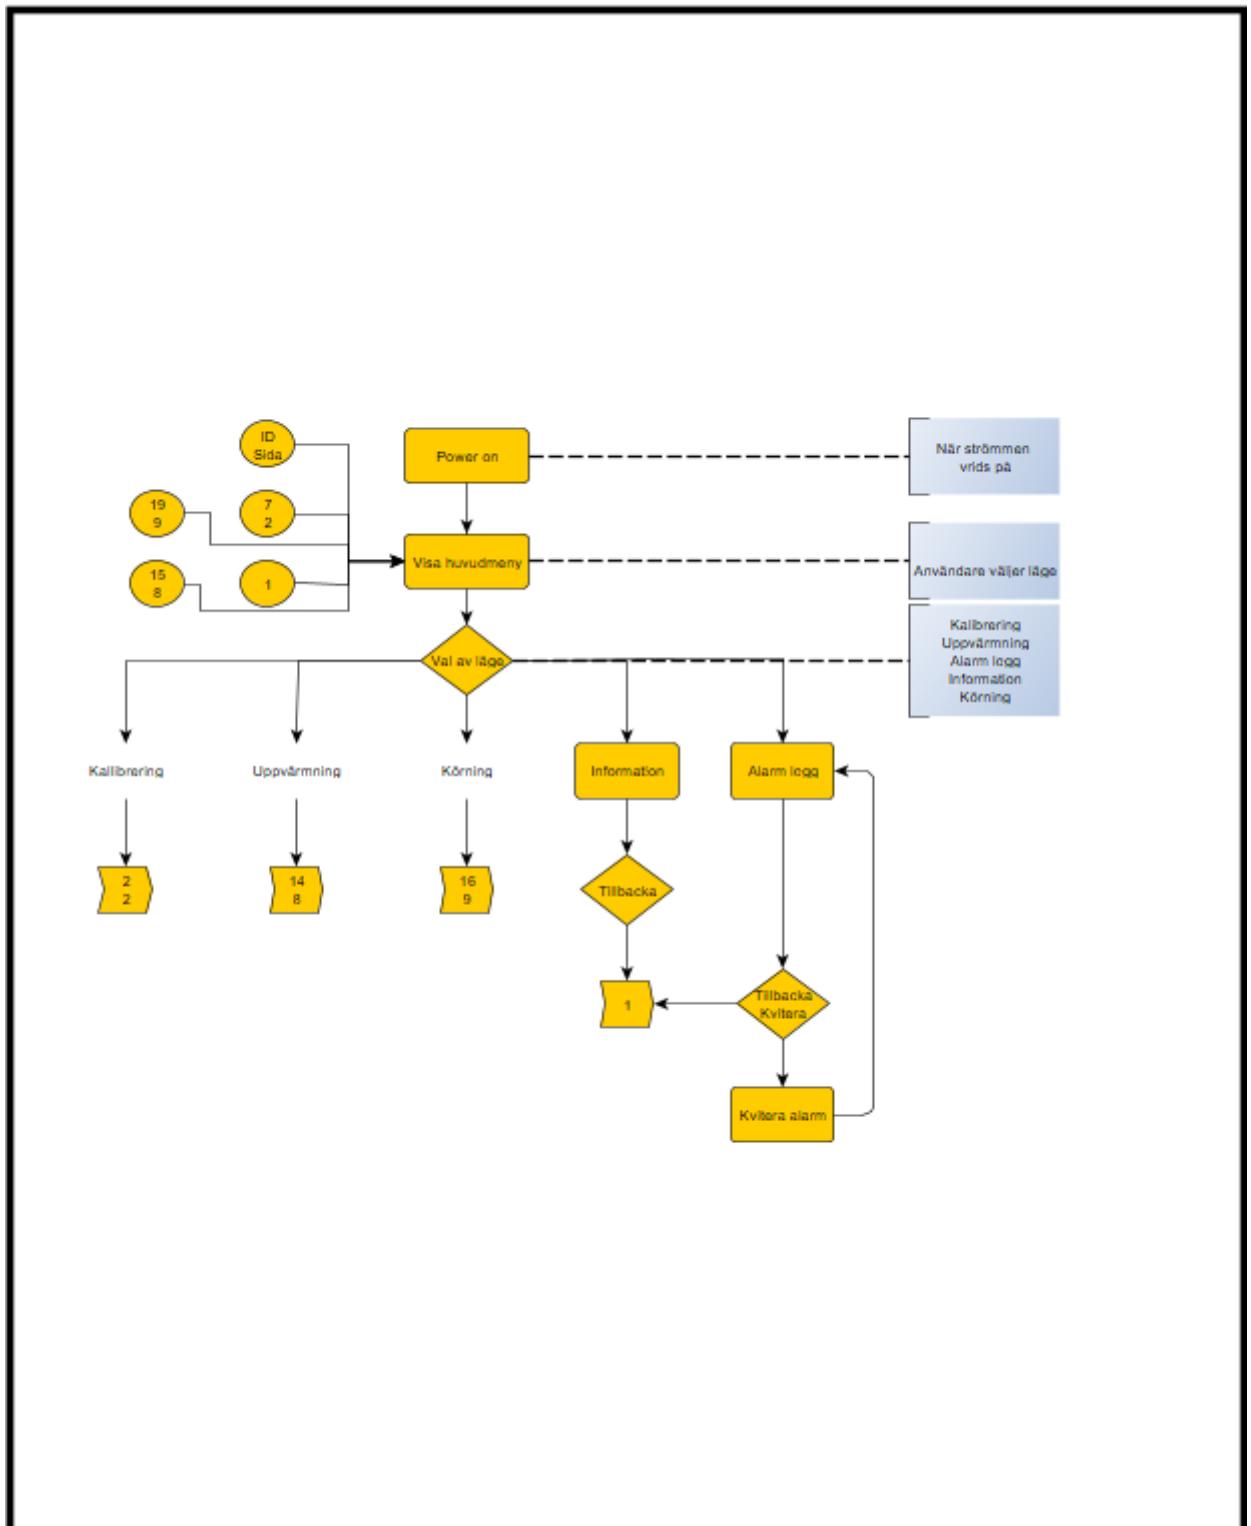 ID
Sida
Power on
När strömmen
vrids på
19
9
7
2
Visa huvudmeny
Användare väljer läge
15
8
1
Val av läge
Kalibrering
Uppvärmning
Alarm logg
Information
Körning
Kallibrering
Uppvärmning
Körning
Information
Alarm logg
2
2
14
8
16
9
Tillbacka
1
Tillbacka
Kvitera
Kvitera alarm